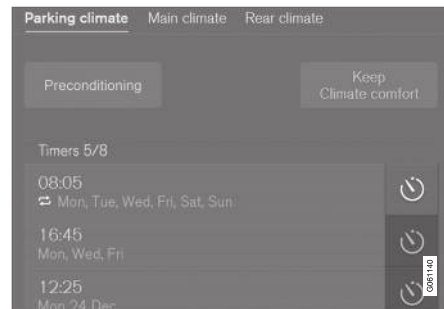 Parking climate Main climate Rear climate
Preconditioning
Keep
Climate comfort
Timers 5/8
08:05
Mon, Tue, Wed, Fri, Sat, Sun
16:45
Mon, Wed, Fri
12:25
Mon 24 Dec
G061140